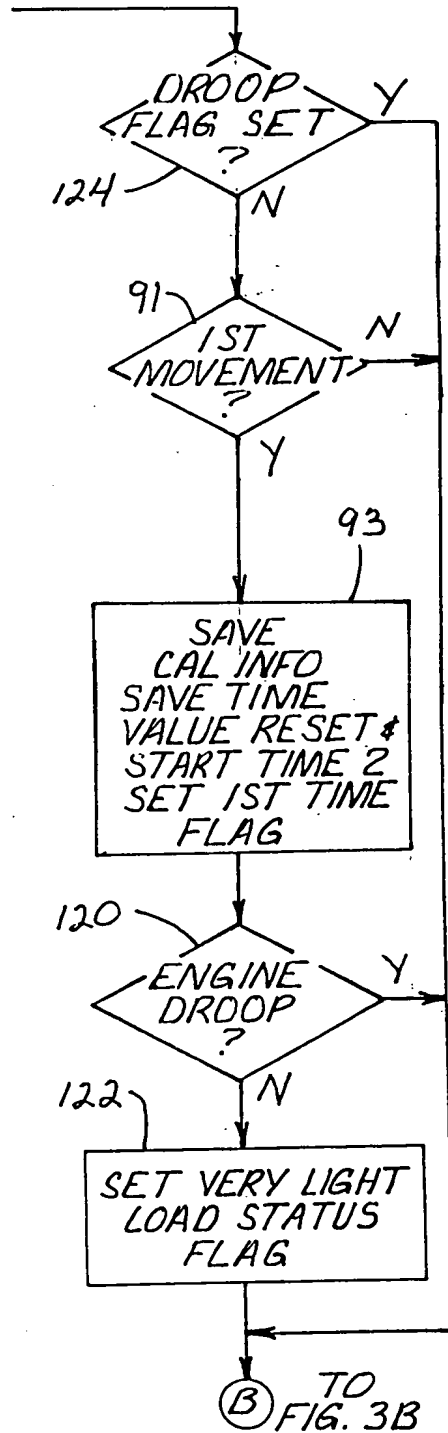 DROOP
FLAG SET
?
Y
124
N
91
1ST
MOVEMENT
?
N
Y
93
SAVE
CAL INFO
SAVE TIME
VALUE RESET &
START TIME 2
SET 1ST TIME
FLAG
120
ENGINE
DROOP
?
Y
N
122
SET VERY LIGHT
LOAD STATUS
FLAG
B
TO
FIG. 3B